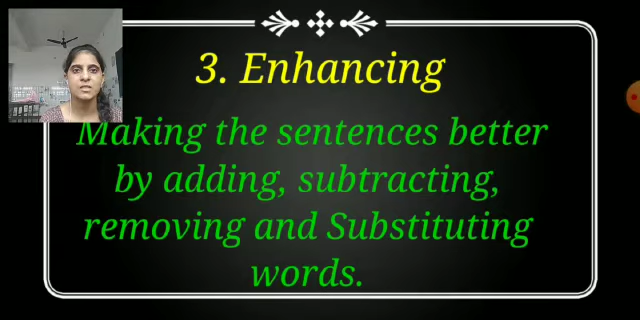 3. Enhancing
Making the sentences better
by adding, subtracting,
removing and Substituting
words.